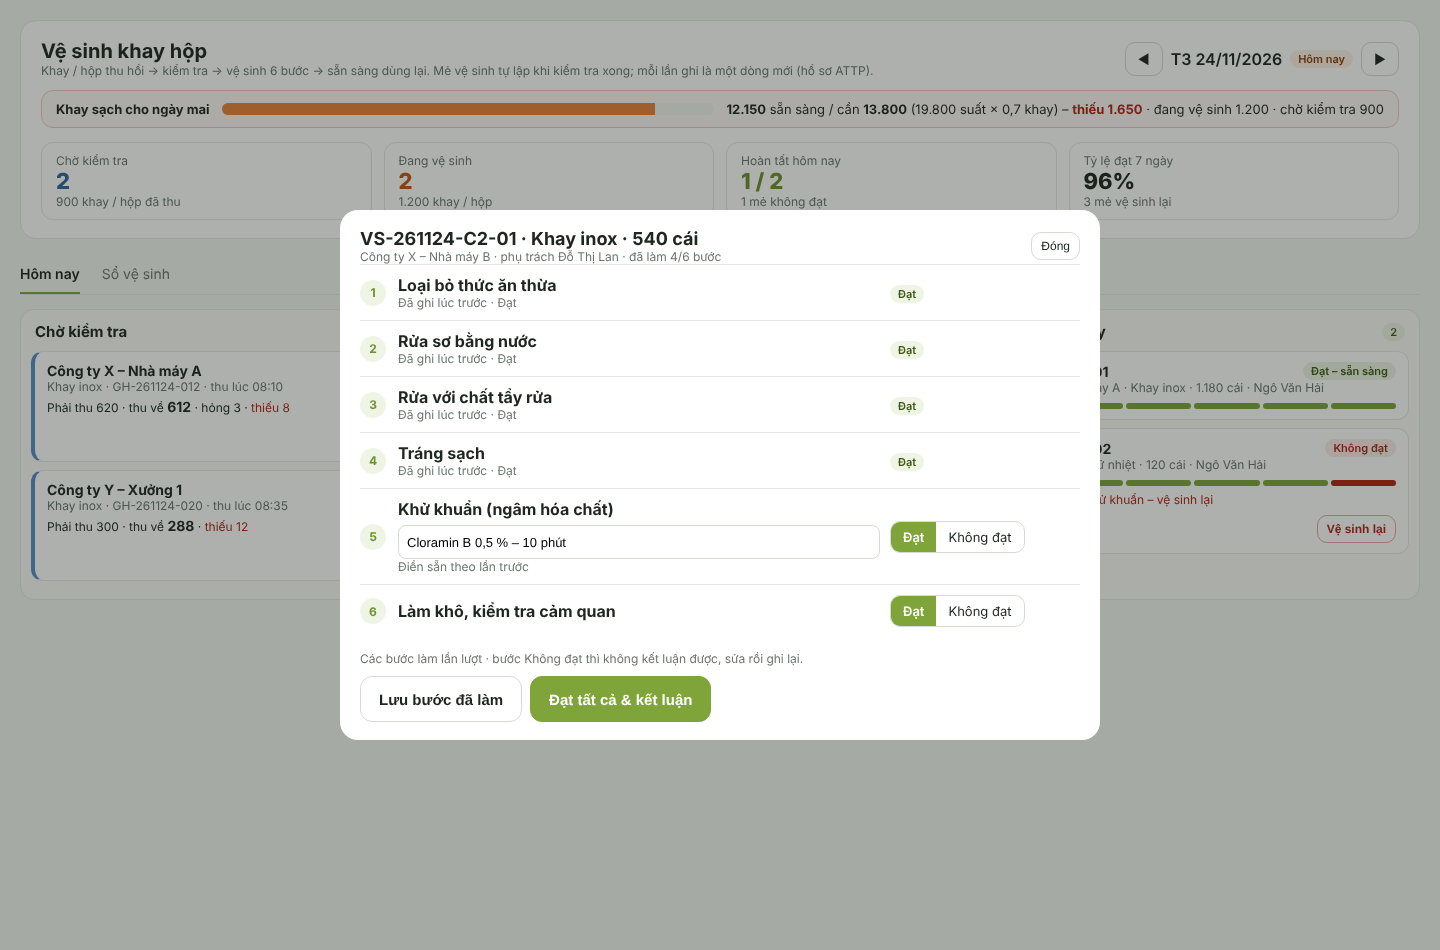 Vệ sinh khay hộp
Khay / hộp thu hồi → kiểm tra → vệ sinh 6 bước → sẵn sàng dùng lại. Mẻ vệ sinh tự lập khi kiểm tra xong; mỗi lần ghi là một dòng mới (hồ sơ ATTP).
◀ T3 24/11/2026 Hôm nay ▶
Khay sạch cho ngày mai 12.150 sẵn sàng / cần 13.800 (19.800 suất × 0,7 khay) – thiếu 1.650 · đang vệ sinh 1.200 · chờ kiểm tra 900
Chờ kiểm tra
2
900 khay / hộp đã thu
Đang vệ sinh
2
1.200 khay / hộp
Hoàn tất hôm nay
1 / 2
1 mẻ không đạt
Tỷ lệ đạt 7 ngày
96%
3 mẻ vệ sinh lại
Hôm nay Sổ vệ sinh
Chờ kiểm tra
Công ty X – Nhà máy A
Khay inox · GH-261124-012 · thu lúc 08:10
Phải thu 620 · thu về 612 · hỏng 3 · thiếu 8
Công ty Y – Xưởng 1
Khay inox · GH-261124-020 · thu lúc 08:35
Phải thu 300 · thu về 288 · thiếu 12
VS-261124-C2-01 · Khay inox · 540 cái
Đóng
Công ty X – Nhà máy B · phụ trách Đỗ Thị Lan · đã làm 4/6 bước
1 Loại bỏ thức ăn thừa Đạt
Đã ghi lúc trước · Đạt
2 Rửa sơ bằng nước Đạt
Đã ghi lúc trước · Đạt
3 Rửa với chất tẩy rửa Đạt
Đã ghi lúc trước · Đạt
4 Tráng sạch Đạt
Đã ghi lúc trước · Đạt
Khử khuẩn (ngâm hóa chất)
5 Cloramin B 0,5 % – 10 phút Đạt Không đạt
Điền sẵn theo lần trước
6 Làm khô, kiểm tra cảm quan Đạt Không đạt
Các bước làm lần lượt · bước Không đạt thì không kết luận được, sửa rồi ghi lại.
Lưu bước đã làm Đạt tất cả & kết luận
y 2
01 Đạt – sẵn sàng
y A · Khay inox · 1.180 cái · Ngô Văn Hải
02 Không đạt
nhiệt · 120 cái · Ngô Văn Hải
khuẩn – vệ sinh lại
Vệ sinh lại